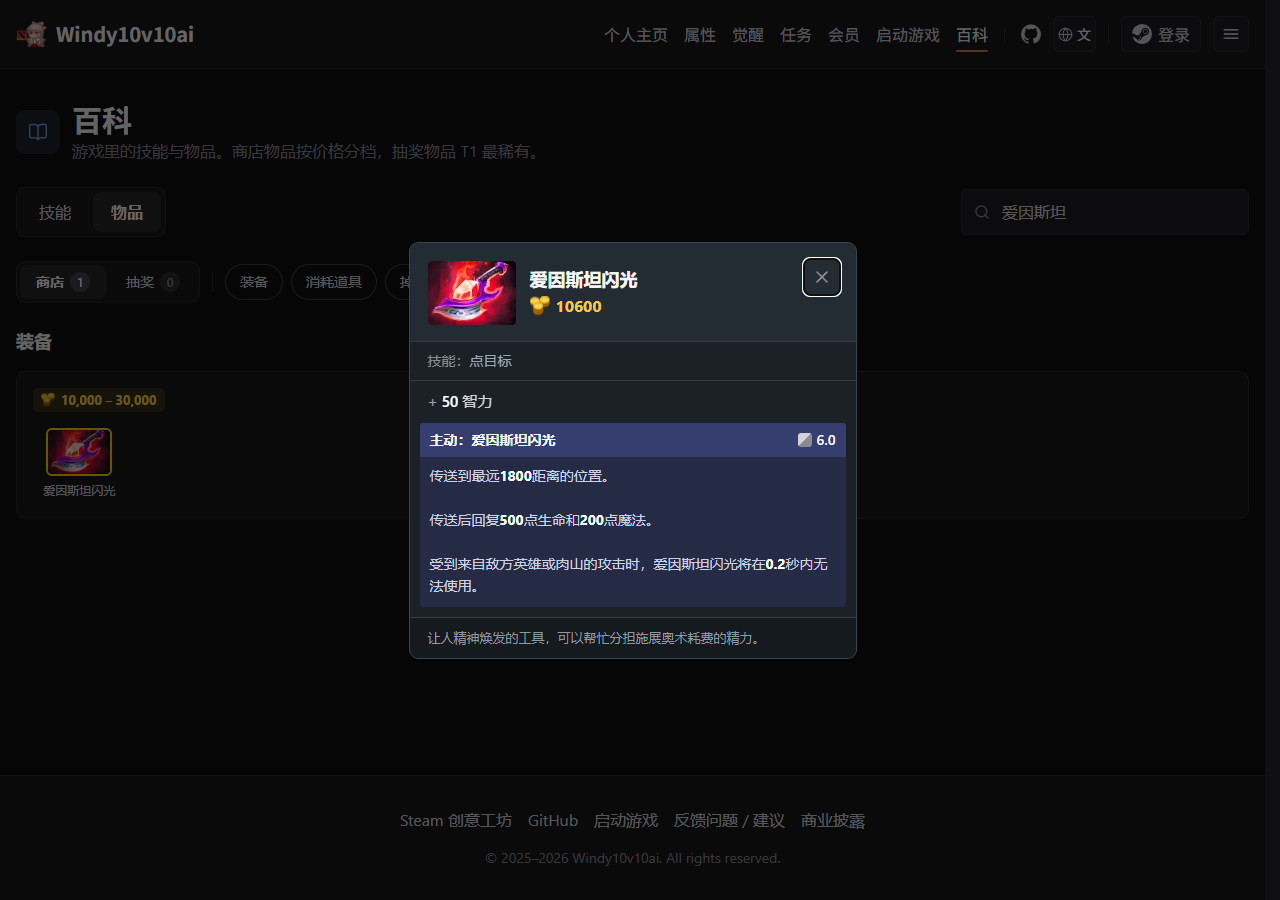 Windy10v10ai
个人主页 属性 觉醒 任务 会员 启动游戏 百科 文 登录
百科
游戏里的技能与物品。商店物品按价格分档，抽奖物品 T1 最稀有。
技能 物品 爱因斯坦
商店 1 抽奖 0 装备 消耗道具
装备
10,000 – 30,000
爱因斯坦闪光
爱因斯坦闪光
10600
技能：点目标
+ 50 智力
主动：爱因斯坦闪光 6.0
传送到最远1800距离的位置。
传送后回复500点生命和200点魔法。
受到来自敌方英雄或肉山的攻击时，爱因斯坦闪光将在0.2秒内无
法使用。
让人精神焕发的工具，可以帮忙分担施展奥术耗费的精力。
Steam 创意工坊 GitHub 启动游戏 反馈问题 / 建议 商业披露
© 2025–2026 Windy10v10ai. All rights reserved.